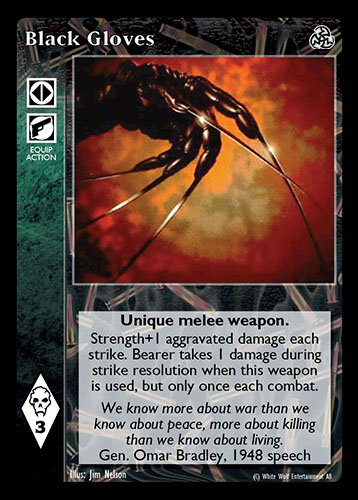 Black Gloves
EQUIP
ACTION
Unique melee weapon.
Strength+1 aggravated damage each
strike. Bearer takes 1 damage during
strike resolution when this weapon
is used, but only once each combat.
We know more about war than we
know about peace, more about killing
than we know about living.
Gen. Omar Bradley, 1948 speech
3
Illus: Jim Nelson
(C) White Wolf Entertainment AB